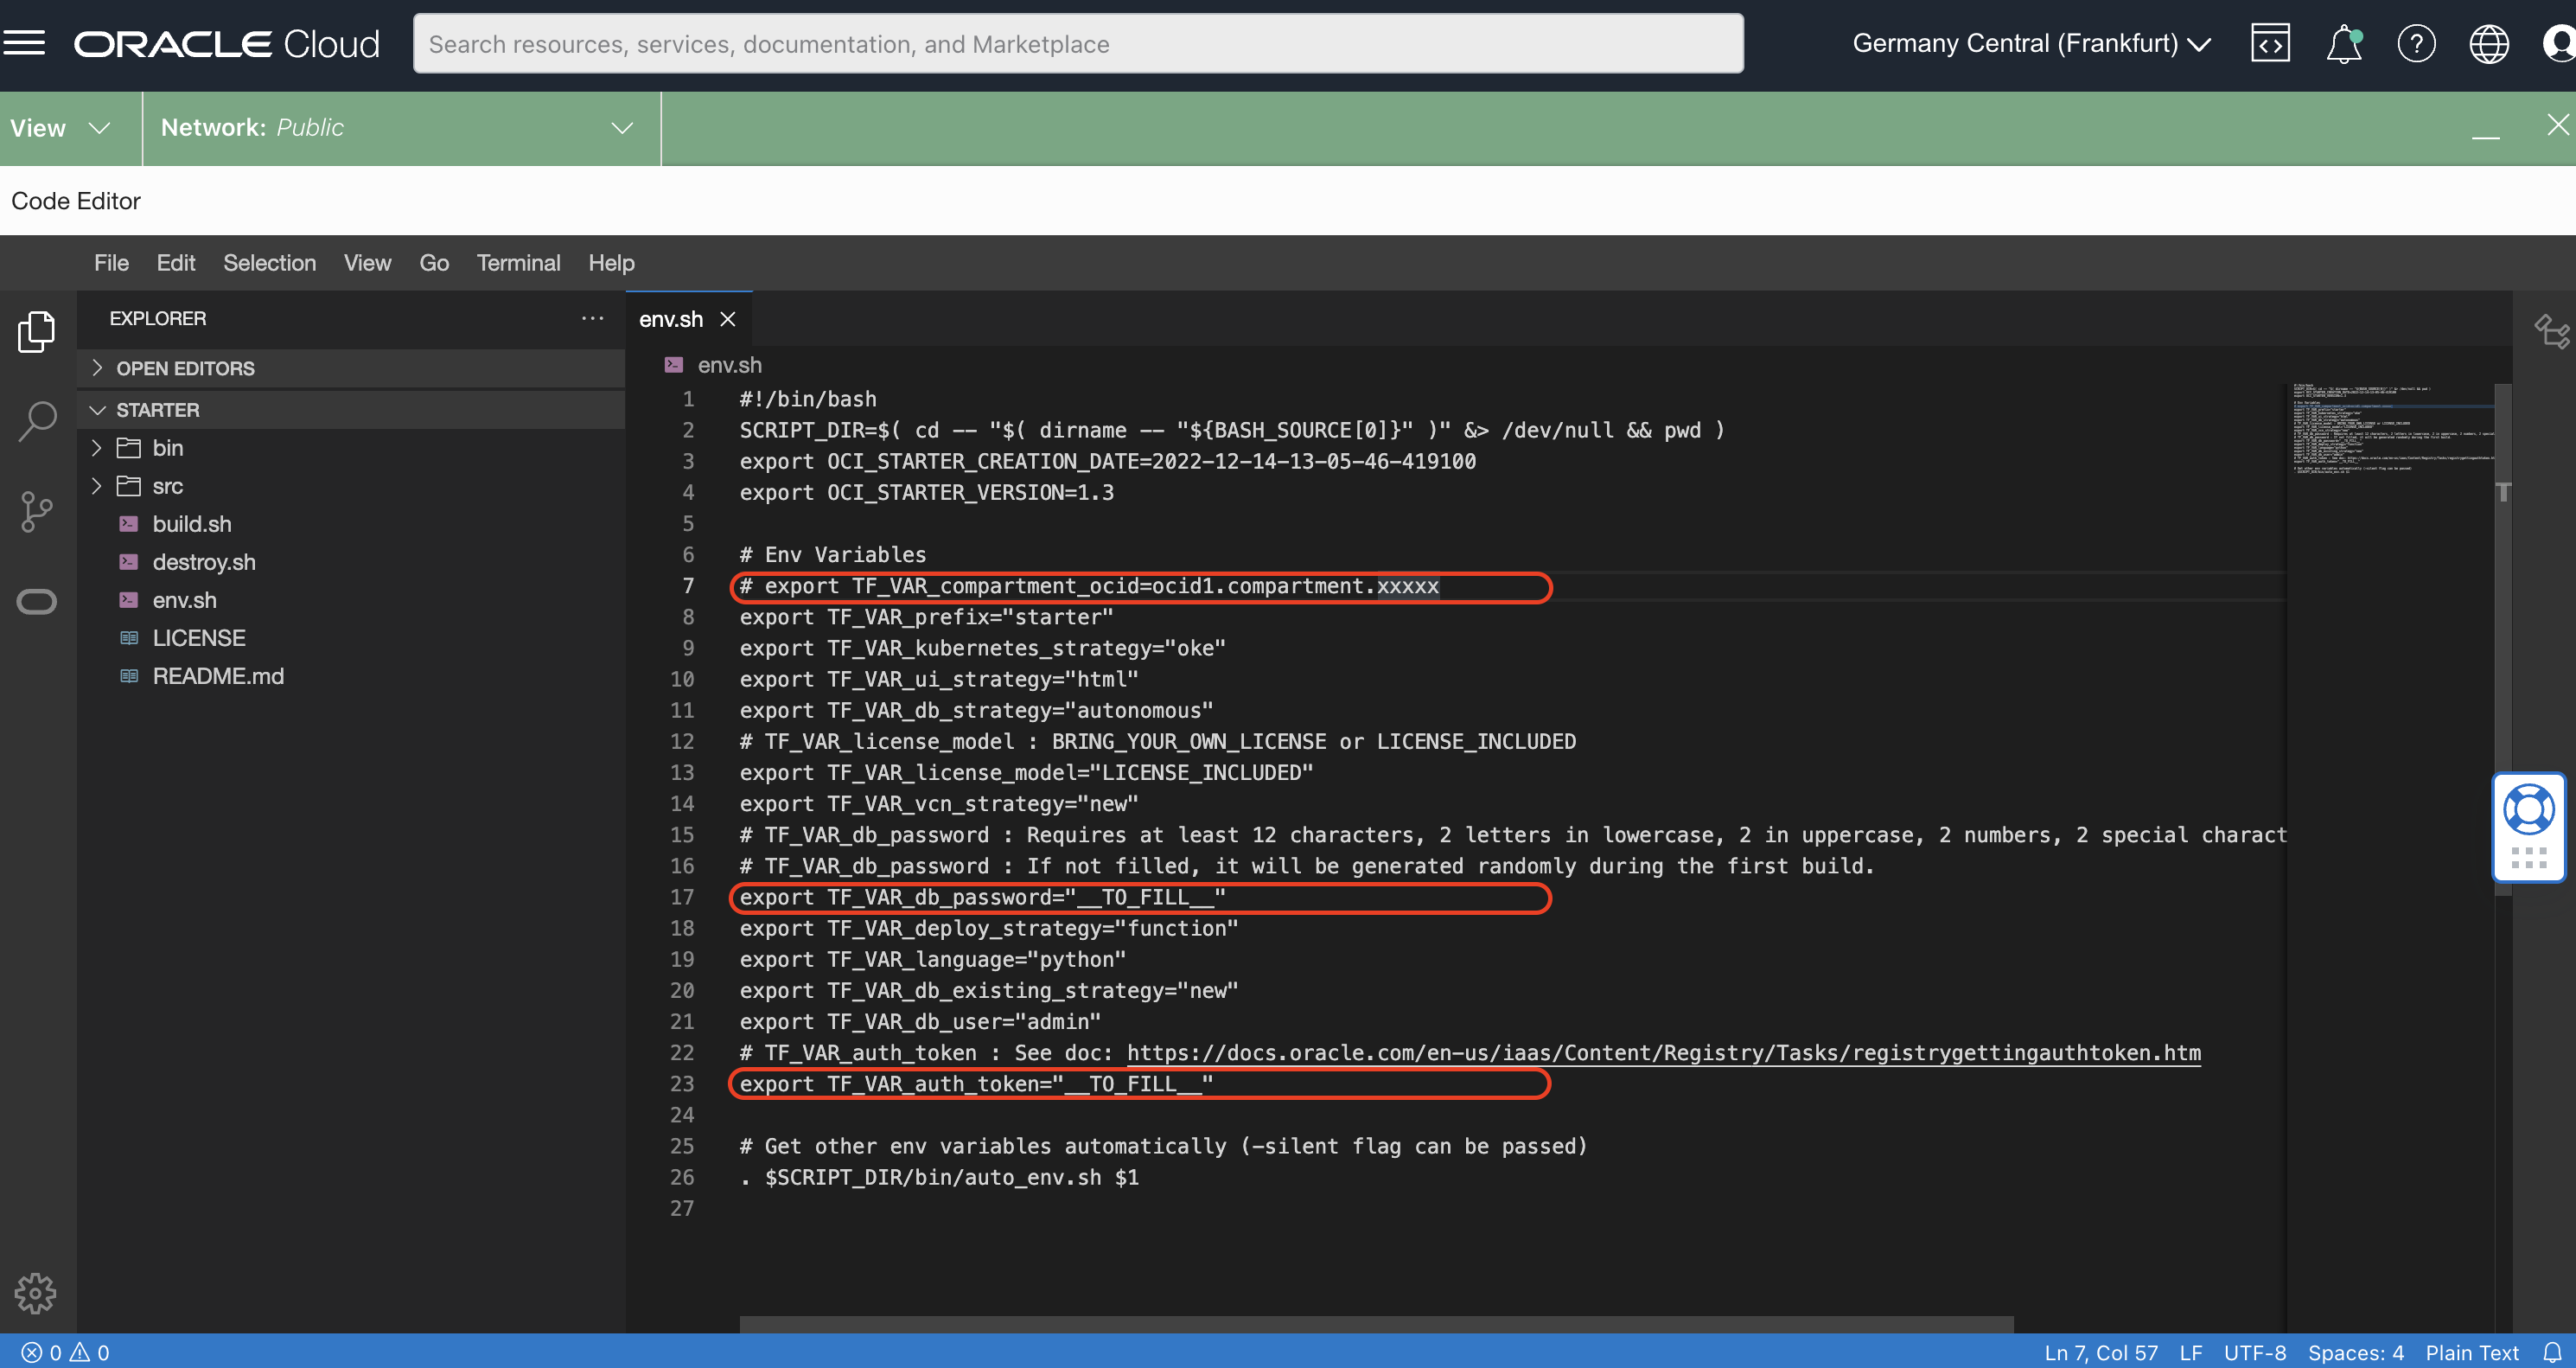 ORACLE Cloud
Search resources, services, documentation, and Marketplace
Germany Central (Frankfurt)
View
Network: Public
Code Editor
File Edit Selection View Go Terminal Help
EXPLORER
OPEN EDITORS
STARTER
bin
src
build.sh
destroy.sh
env.sh
LICENSE
README.md
env.sh
env.sh
1 #!/bin/bash
2 SCRIPT_DIR=$( cd -- "$( dirname -- "${BASH_SOURCE[0]}" )" &> /dev/null && pwd )
3 export OCI_STARTER_CREATION_DATE=2022-12-14-13-05-46-419100
4 export OCI_STARTER_VERSION=1.3
5
6 # Env Variables
7 # export TF_VAR_compartment_ocid=ocid1.compartment.xxxxx
8 export TF_VAR_prefix="starter"
9 export TF_VAR_kubernetes_strategy="oke"
10 export TF_VAR_ui_strategy="html"
11 export TF_VAR_db_strategy="autonomous"
12 # TF_VAR_license_model : BRING_YOUR_OWN_LICENSE or LICENSE_INCLUDED
13 export TF_VAR_license_model="LICENSE_INCLUDED"
14 export TF_VAR_vcn_strategy="new"
15 # TF_VAR_db_password : Requires at least 12 characters, 2 letters in lowercase, 2 in uppercase, 2 numbers, 2 special charact
16 # TF_VAR_db_password : If not filled, it will be generated randomly during the first build.
17 export TF_VAR_db_password="__TO_FILL__"
18 export TF_VAR_deploy_strategy="function"
19 export TF_VAR_language="python"
20 export TF_VAR_db_existing_strategy="new"
21 export TF_VAR_db_user="admin"
22 # TF_VAR_auth_token : See doc: https://docs.oracle.com/en-us/iaas/Content/Registry/Tasks/registrygettingauthtoken.htm
23 export TF_VAR_auth_token="__TO_FILL__"
24
25 # Get other env variables automatically (-silent flag can be passed)
26 . $SCRIPT_DIR/bin/auto_env.sh $1
27
0 0
Ln 7, Col 57 LF UTF-8 Spaces: 4 Plain Text